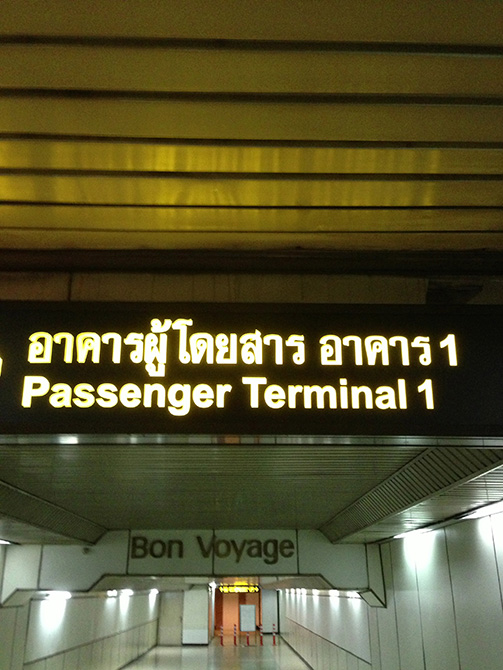 อาคารผู้โดยสาร อาคาร 1
Passenger Terminal 1
Bon Voyage